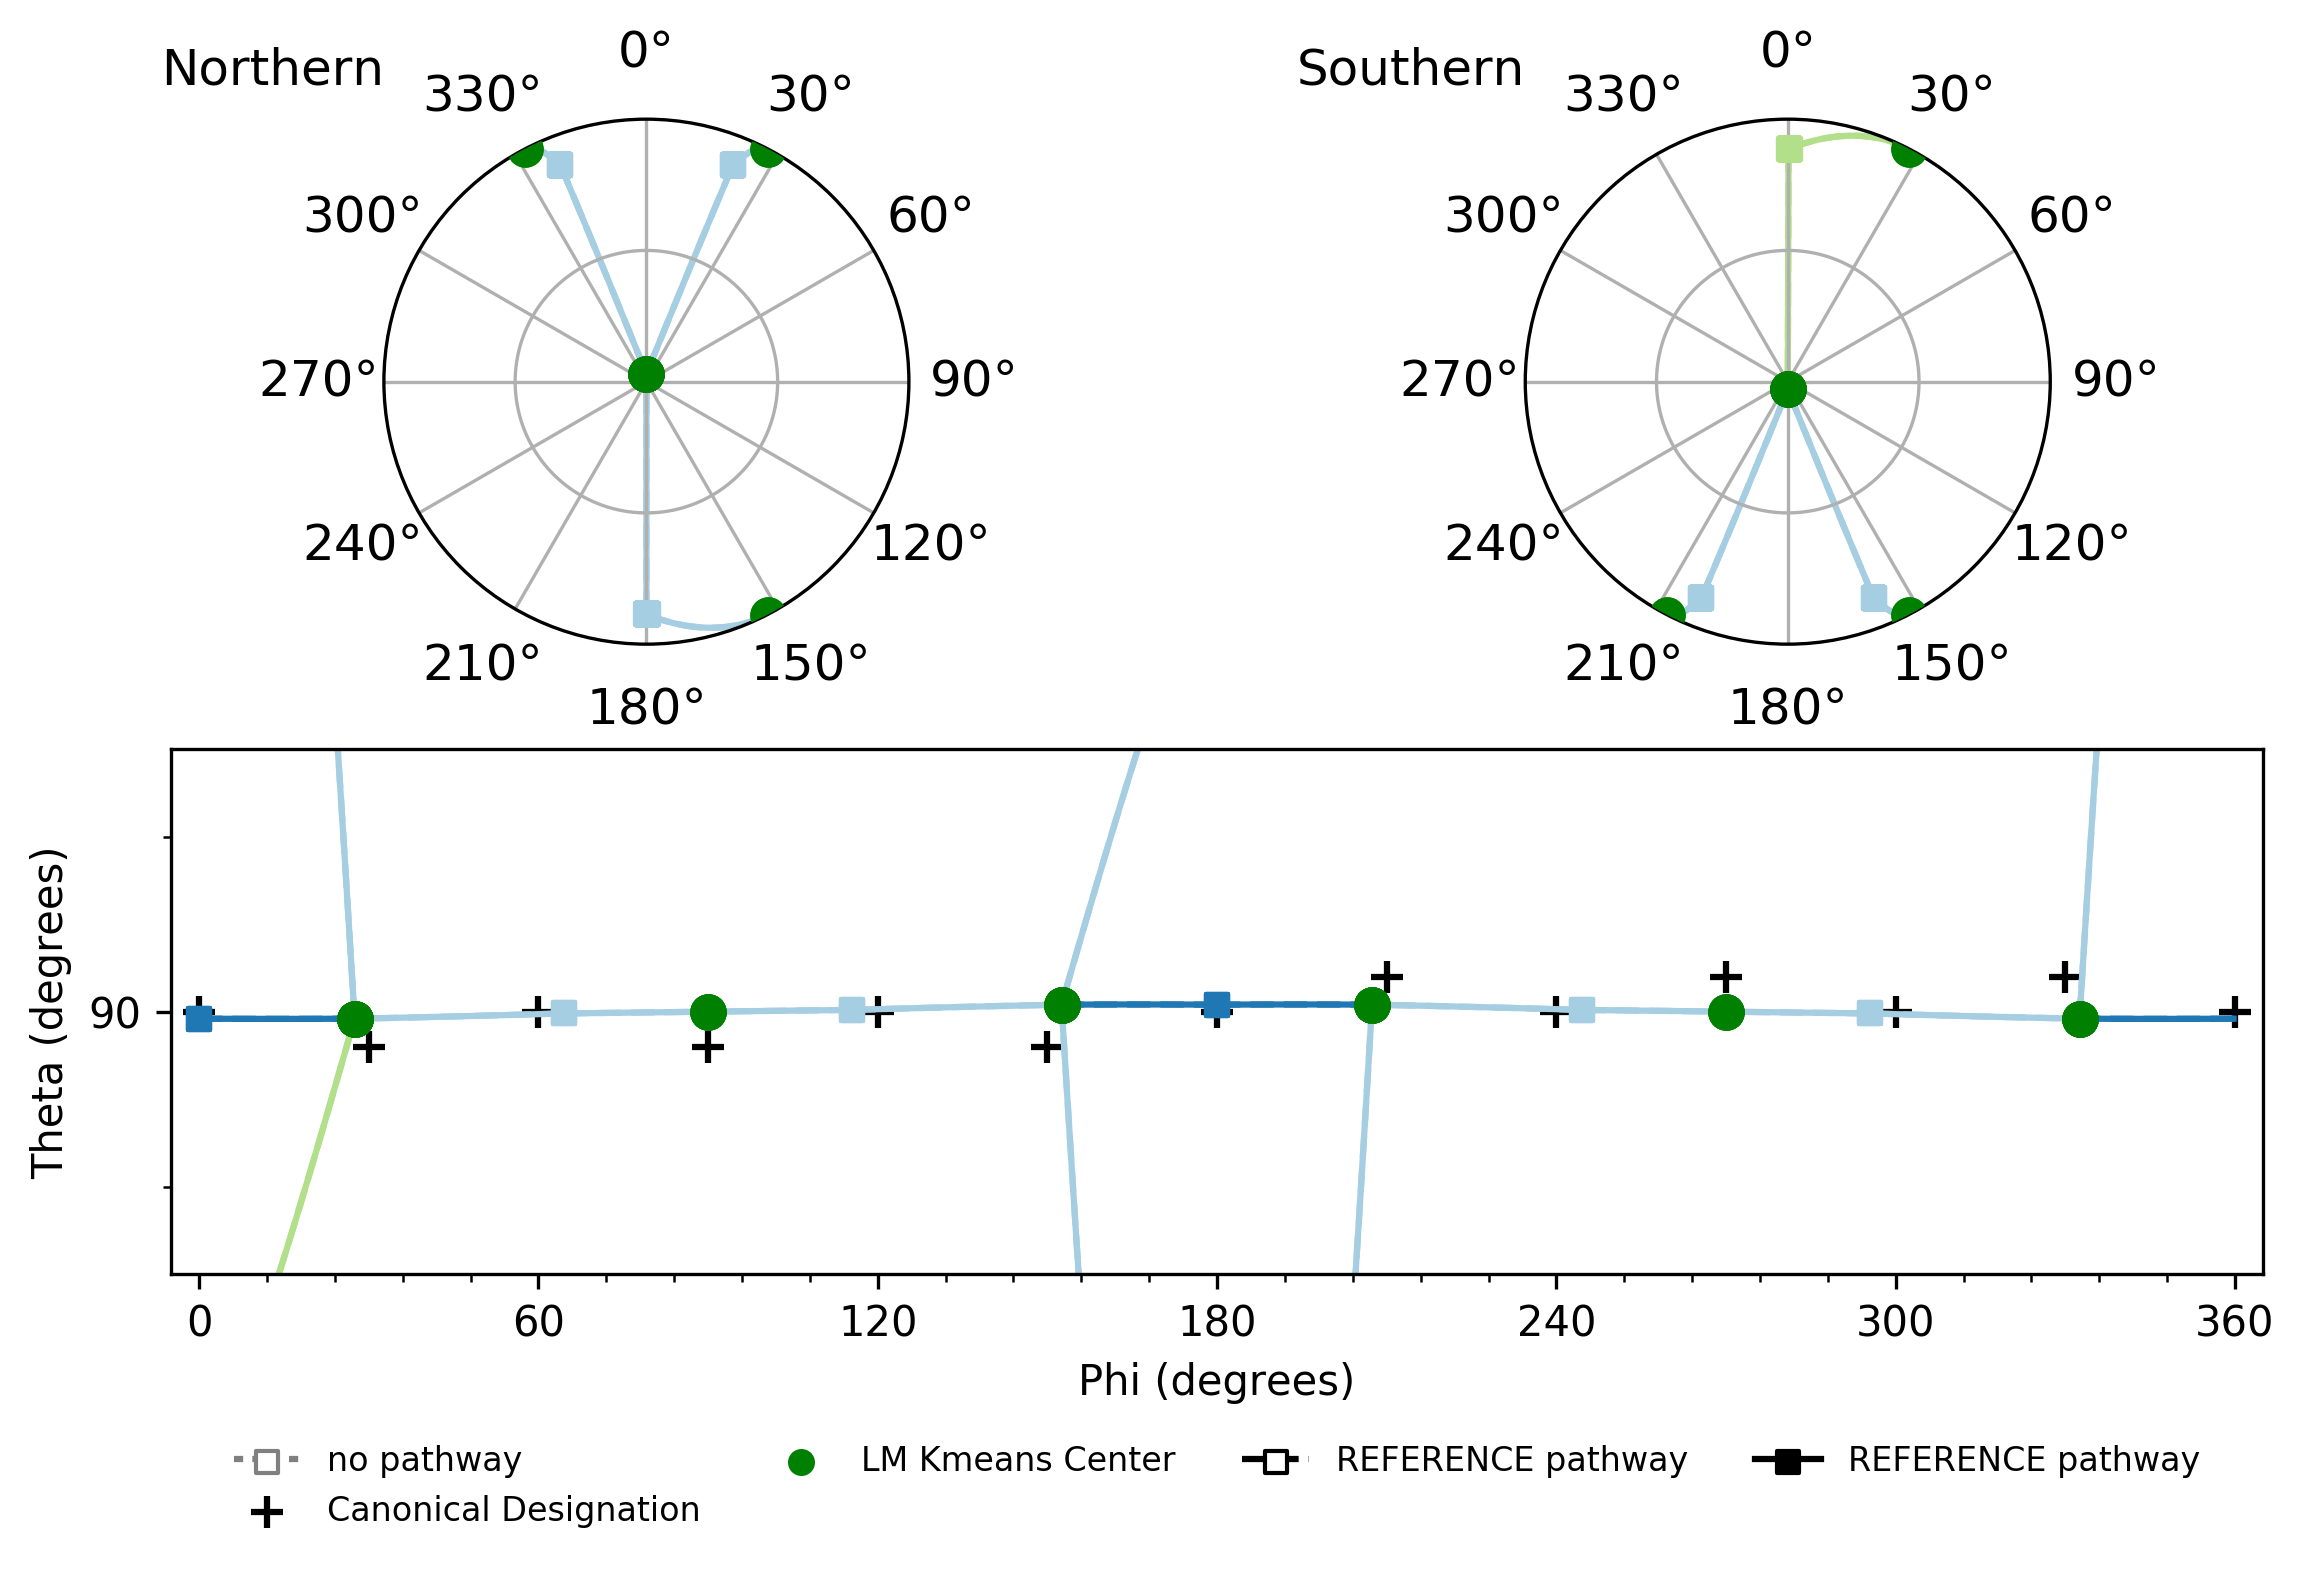 Northern
0°
30°
60°
90°
120°
150°
180°
210°
240°
270°
300°
330°
Southern
0°
30°
60°
90°
120°
150°
180°
210°
240°
270°
300°
330°
Theta (degrees)
90
0 60 120 180 240 300 360
Phi (degrees)
no pathway
Canonical Designation
LM Kmeans Center
REFERENCE pathway
REFERENCE pathway